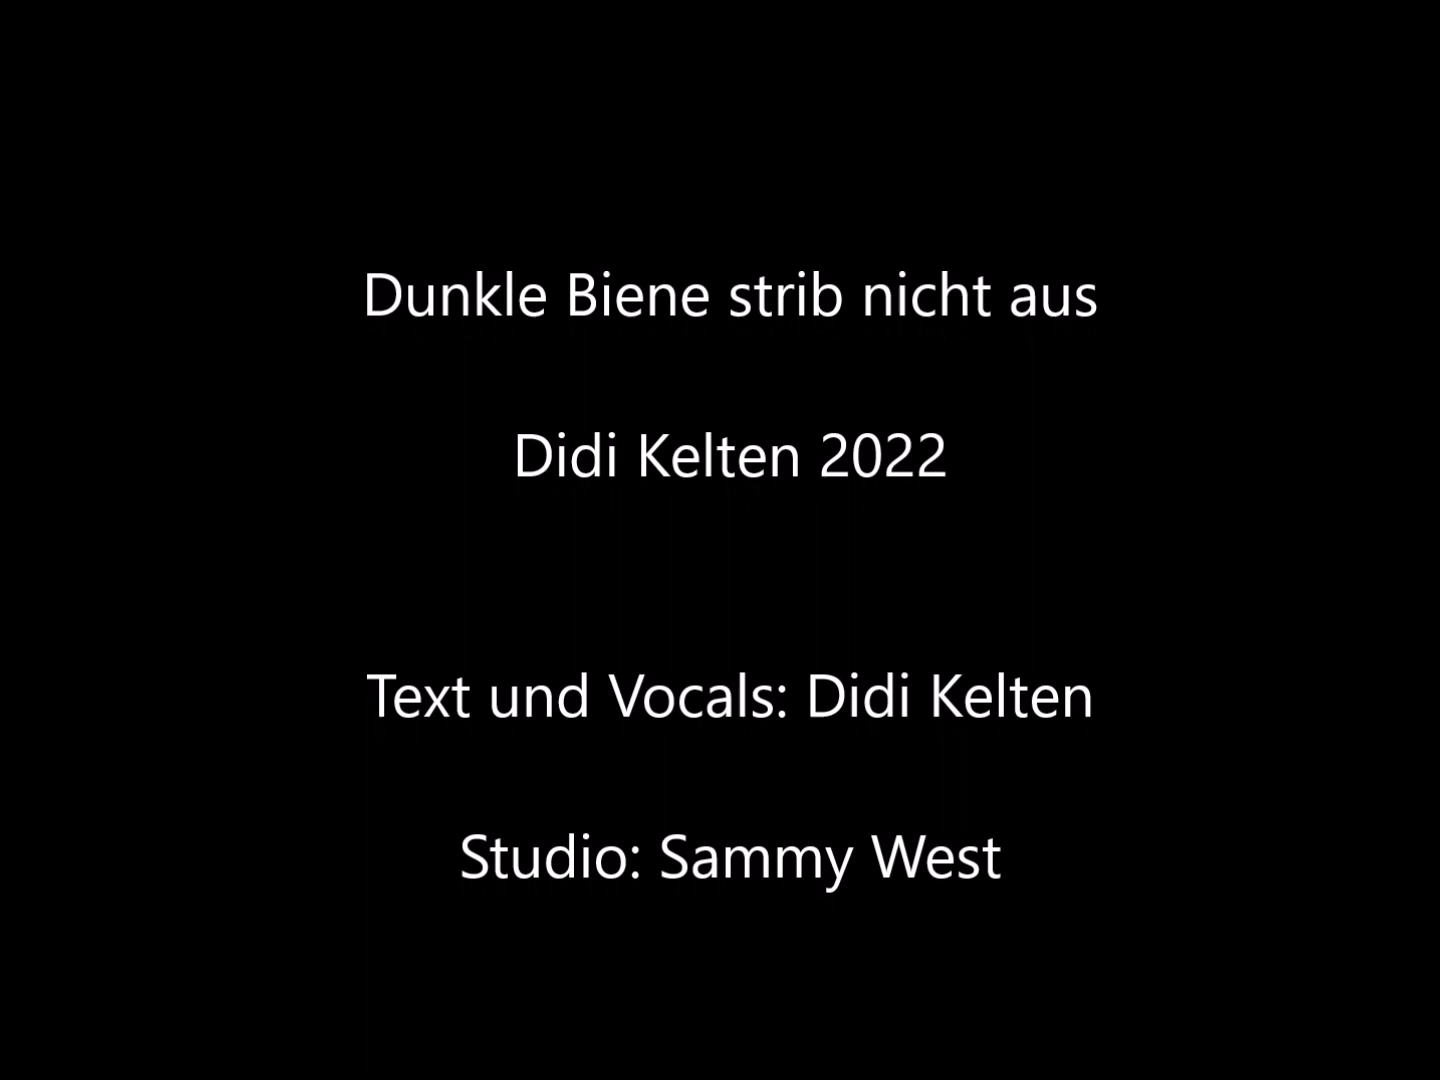 Dunkle Biene strib nicht aus
Didi Kelten 2022
Text und Vocals: Didi Kelten
Studio: Sammy West